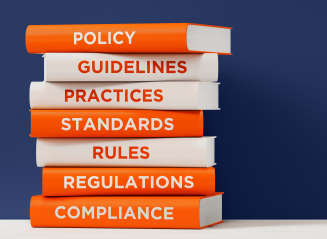 POLICY
GUIDELINES
PRACTICES
STANDARDS
RULES
REGULATIONS
COMPLIANCE